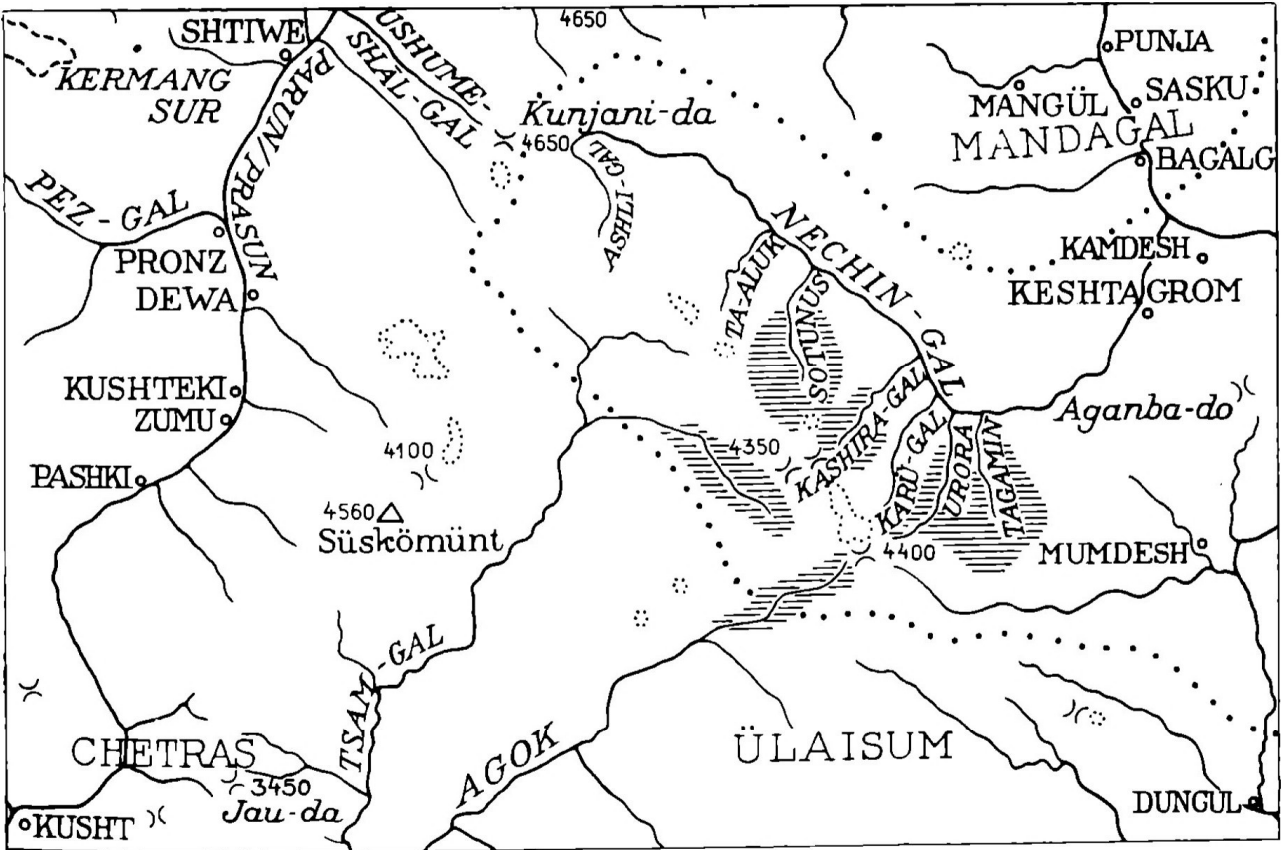 4650
SHTIWE
USHUME-
SHAL-GAL
PUNJA
KERMANG
SUR
PARUN/PRASUN
Kunjani-da
4650
MANGÜL
SASKU
MANDAGAL
BAGALG
PEZ-GAL
ASHLI-GAL
NECHIN-GAL
PRONZ
DEWA
TA-ALUK
SOTUNUS
KAMDESH
KESHTAGROM
KUSHTEKI
ZUMU
KASHIRA-GAL
Aganba-do
4100
4350
KARÜ-GAL
URORA
TAGAMIN
PASHKI
4560
Süskömünt
4400
MUMDESH
TSAM-GAL
AGOK
ÜLAISUM
CHETRAS
3450
Jau-da
KUSHT
DUNGUL